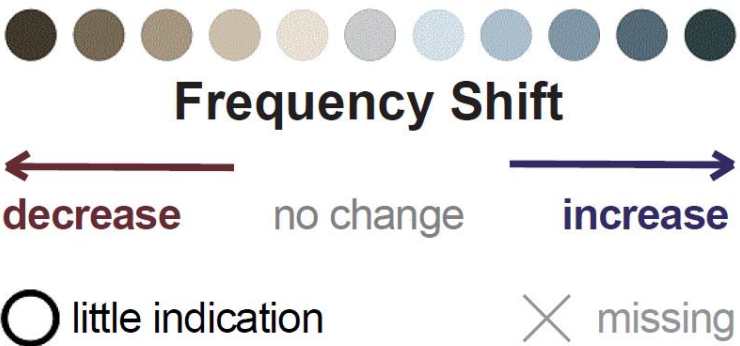 Frequency Shift
decrease no change increase
little indication missing